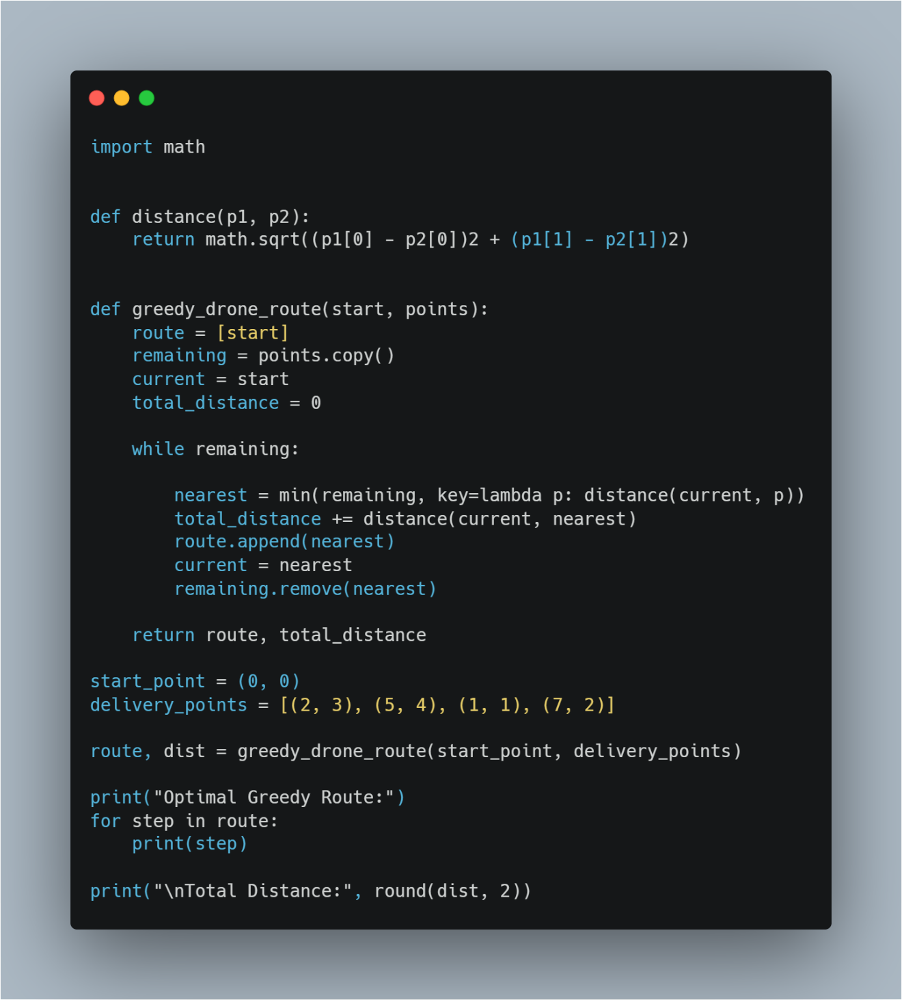 import math
def distance(p1, p2):
    return math.sqrt((p1[0] - p2[0])2 + (p1[1] - p2[1])2)
def greedy_drone_route(start, points):
    route = [start]
    remaining = points.copy()
    current = start
    total_distance = 0
    while remaining:
        nearest = min(remaining, key=lambda p: distance(current, p))
        total_distance += distance(current, nearest)
        route.append(nearest)
        current = nearest
        remaining.remove(nearest)
    return route, total_distance
start_point = (0, 0)
delivery_points = [(2, 3), (5, 4), (1, 1), (7, 2)]
route, dist = greedy_drone_route(start_point, delivery_points)
print("Optimal Greedy Route:")
for step in route:
    print(step)
print("\nTotal Distance:", round(dist, 2))